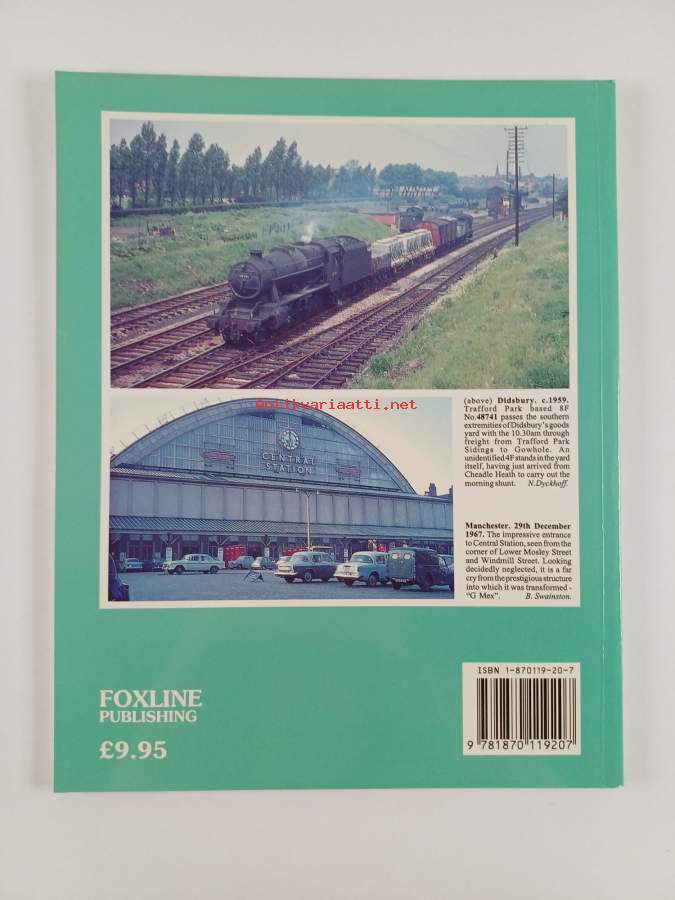 Antikvariaatti.net
CENTRAL
STATION
(above) Didsbury. c.1959.
Trafford Park based 8F
No.48741 passes the southern
extremities of Didsbury's goods
yard with the 10.30am through
freight from Trafford Park
Sidings to Gowhole. An
unidentified 4F stands in the yard
itself, having just arrived from
Cheadle Heath to carry out the
morning shunt. N.Dyckhoff.
Manchester. 29th December
1967. The impressive entrance
to Central Station, seen from the
corner of Lower Mosley Street
and Windmill Street. Looking
decidedly neglected, it is a far
cry from the prestigious structure
into which it was transformed -
"G Mex". B. Swainston.
ISBN 1-870119-20-7
9 781870 119207
FOXLINE
PUBLISHING
£9.95